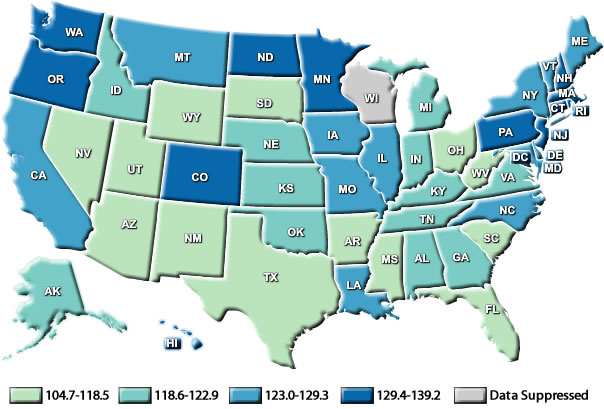 WA
MT
ND
MN
ME
VT
NH
OR
ID
SD
WI
MI
NY
MA
CT
RI
WY
IA
PA
NJ
NE
NV
UT
CO
IL
IN
OH
DE
MD
DC
WV
VA
CA
KS
MO
KY
NC
TN
AZ
NM
OK
AR
SC
MS
AL
GA
TX
LA
FL
AK
HI
104.7-118.5 118.6-122.9 123.0-129.3 129.4-139.2 Data Suppressed